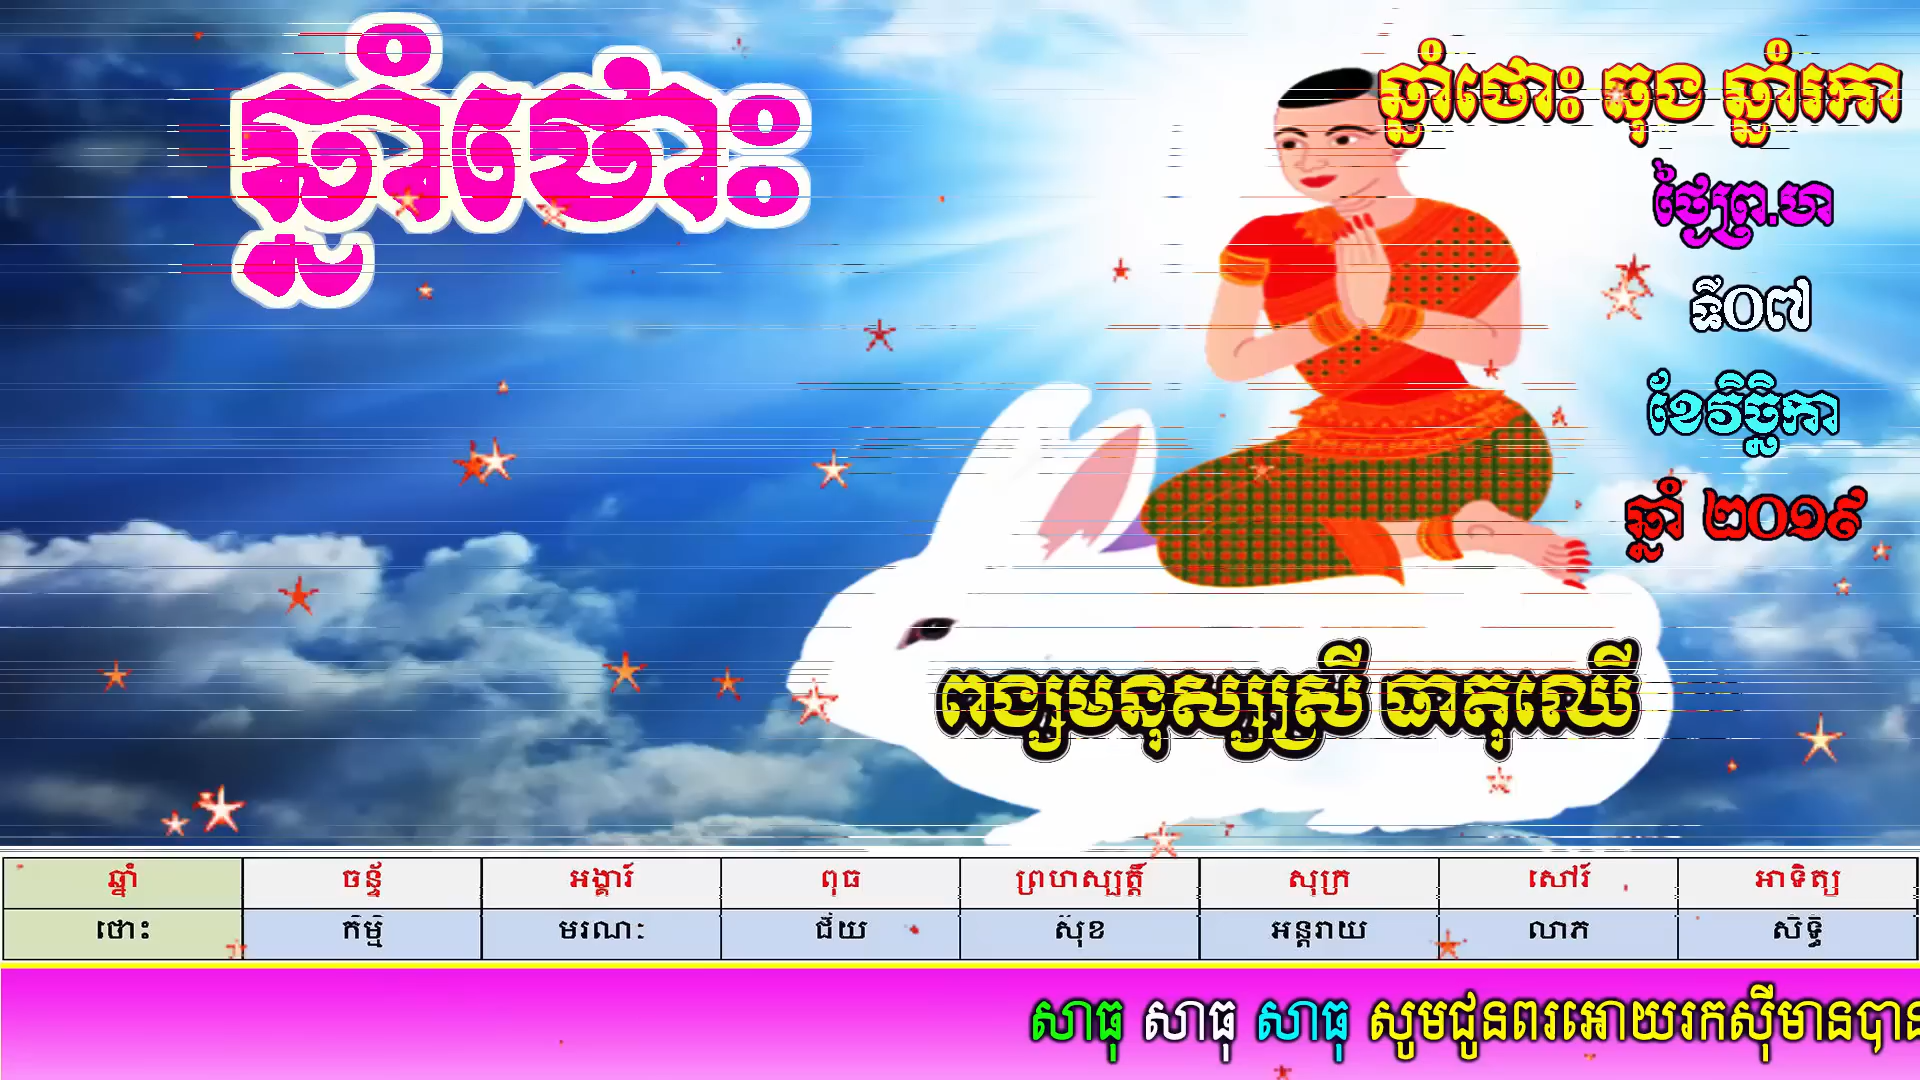 ឆ្នាំថោះ
ឆ្នាំថោះ ឆុង ឆ្នាំរកា
ថ្ងៃព្រ.ហ
ទី០៧
ខែវិច្ឆិកា
ឆ្នាំ ២០១៩
ពង្សមនុស្សស្រី ធាតុឈើ
ឆ្នាំ ចន្ទ័ អង្គារ៍ ពុធ ព្រហស្បត្តិ៍ សុក្រ សៅរ៍ អាទិត្យ
ថោះ កិម្មិ មរណៈ ជ័យ ស៊ុខ អន្តរាយ លាភ សិទ្ធិ
សាធុ សាធុ សាធុ សូមជូនពរអោយរកស៊ីមានបាន